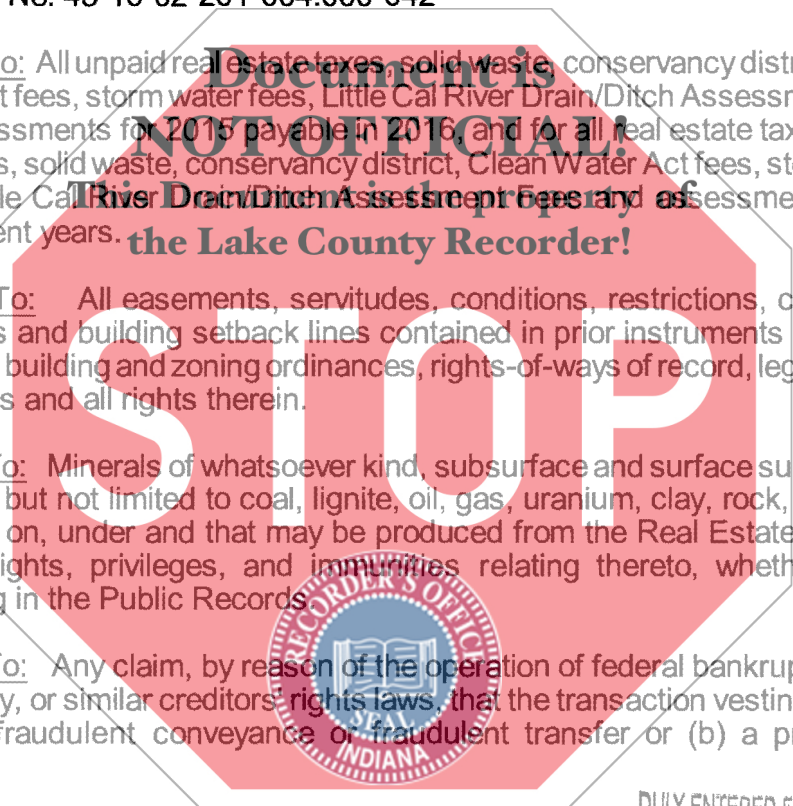 No. 45-16-02-201-004.000-042
Document is
NOT OFFICIAL!
This Document is the property of
the Lake County Recorder!
STOP
o: All unpaid real estate taxes, solid waste, conservancy distr
t fees, storm water fees, Little Cal River Drain/Ditch Assessm
ssments for 2015 payable in 2016, and for all real estate tax
s, solid waste, conservancy district, Clean Water Act fees, st
le Cal River Drain/Ditch Assessment Fees and assessme
ent years.
To: All easements, servitudes, conditions, restrictions, c
s and building setback lines contained in prior instruments
building and zoning ordinances, rights-of-ways of record, leg
s and all rights therein.
o: Minerals of whatsoever kind, subsurface and surface su
but not limited to coal, lignite, oil, gas, uranium, clay, rock,
on, under and that may be produced from the Real Estate
ights, privileges, and immunities relating thereto, wheth
g in the Public Records.
o: Any claim, by reason of the operation of federal bankrup
y, or similar creditors' rights laws, that the transaction vestin
fraudulent conveyance or fraudulent transfer or (b) a p
RECORDER'S OFFICE
SEAL
INDIANA
DULY ENTERED